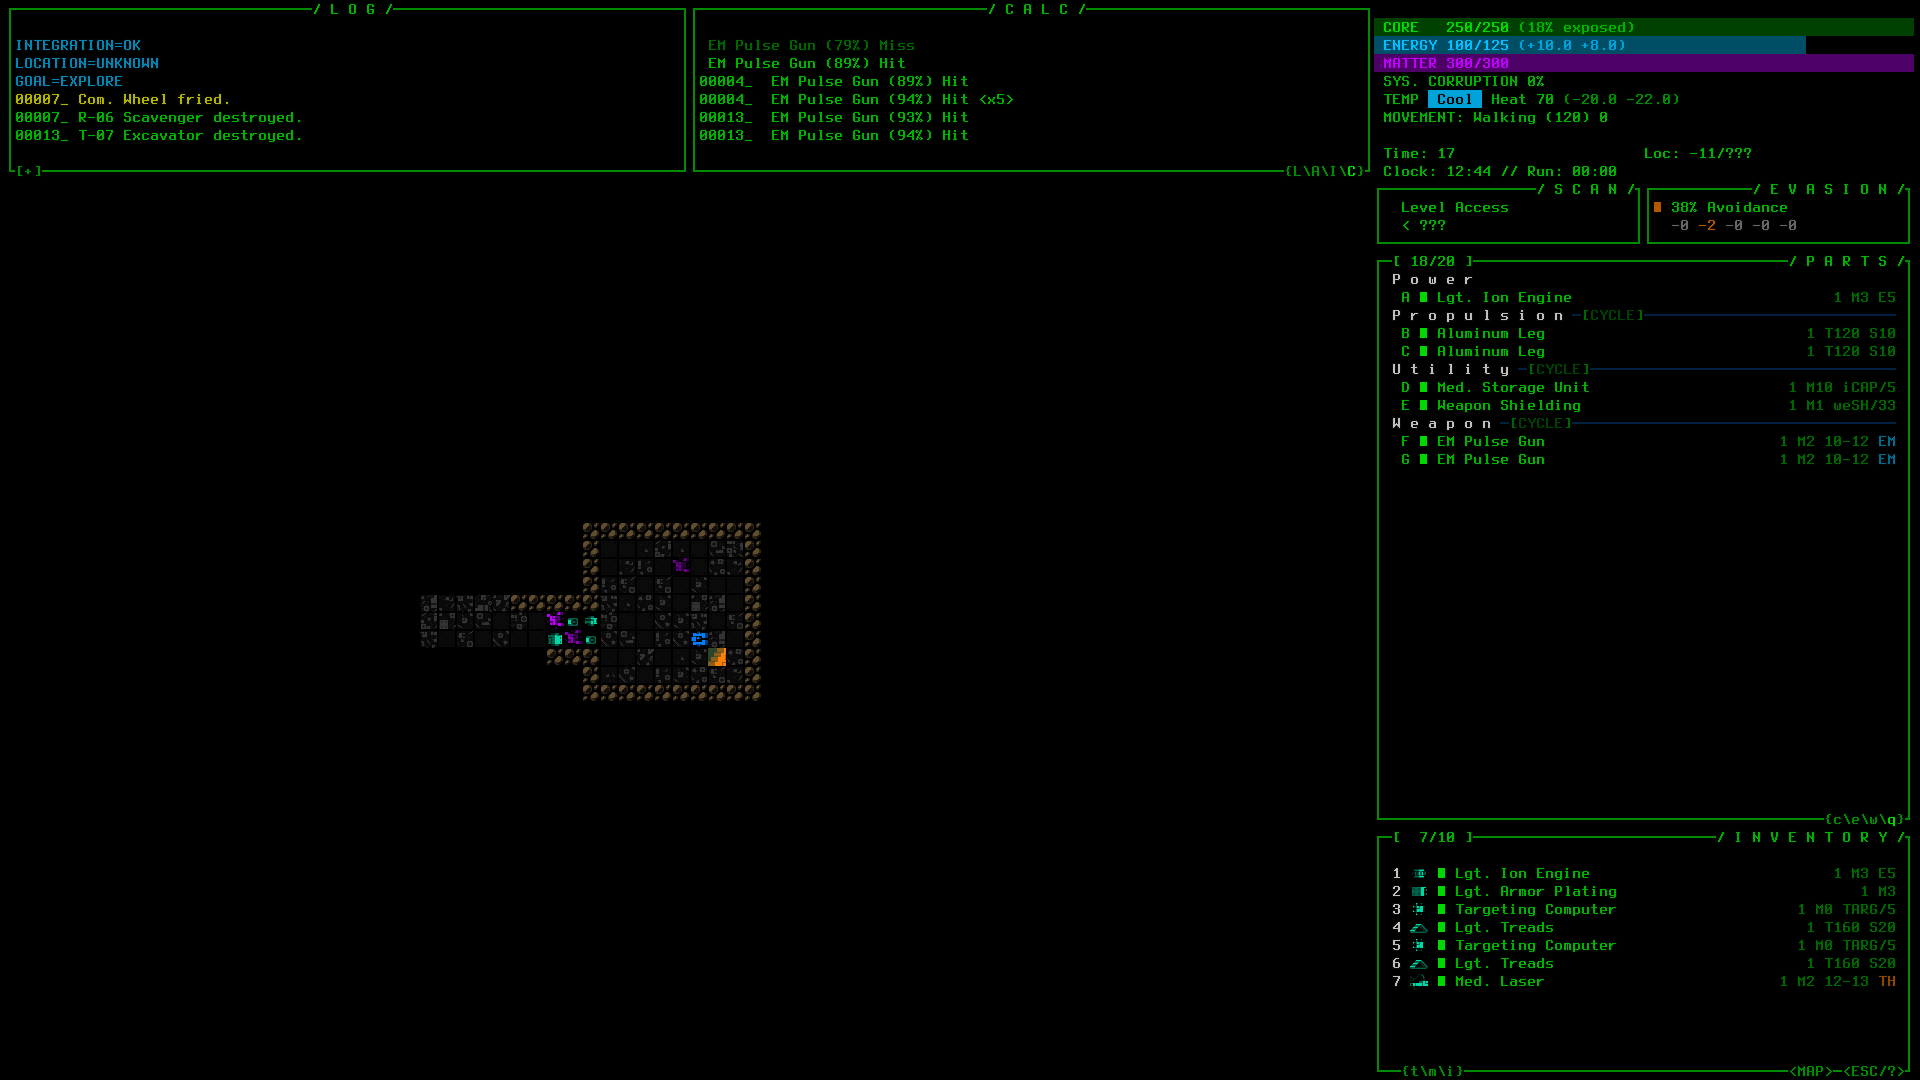 / L O G /
INTEGRATION=OK
LOCATION=UNKNOWN
GOAL=EXPLORE
00007_ Com. Wheel fried.
00007_ R-06 Scavenger destroyed.
00013_ T-07 Excavator destroyed.
[+]
/ C A L C /
EM Pulse Gun (79%) Miss
EM Pulse Gun (89%) Hit
00004_ EM Pulse Gun (89%) Hit
00004_ EM Pulse Gun (94%) Hit <x5>
00013_ EM Pulse Gun (93%) Hit
00013_ EM Pulse Gun (94%) Hit
{L\A\I\C}
CORE 250/250 (18% exposed)
ENERGY 100/125 (+10.0 +8.0)
MATTER 300/300
SYS. CORRUPTION 0%
TEMP Cool Heat 70 (-20.0 -22.0)
MOVEMENT: Walking (120) 0
Time: 17 Loc: -11/???
Clock: 12:44 // Run: 00:00
/ S C A N /
Level Access
< ???
/ E V A S I O N /
38% Avoidance
-0 -2 -0 -0 -0
[ 18/20 ] / P A R T S /
P o w e r
A Lgt. Ion Engine 1 M3 E5
P r o p u l s i o n [CYCLE]
B Aluminum Leg 1 T120 S10
C Aluminum Leg 1 T120 S10
U t i l i t y [CYCLE]
D Med. Storage Unit 1 M10 iCAP/5
E Weapon Shielding 1 M1 weSH/33
W e a p o n [CYCLE]
F EM Pulse Gun 1 M2 10-12 EM
G EM Pulse Gun 1 M2 10-12 EM
{c\e\w\q}
[ 7/10 ] / I N V E N T O R Y /
1 Lgt. Ion Engine 1 M3 E5
2 Lgt. Armor Plating 1 M3
3 Targeting Computer 1 M0 TARG/5
4 Lgt. Treads 1 T160 S20
5 Targeting Computer 1 M0 TARG/5
6 Lgt. Treads 1 T160 S20
7 Med. Laser 1 M2 12-13 TH
{t\m\i} <MAP> <ESC/?>